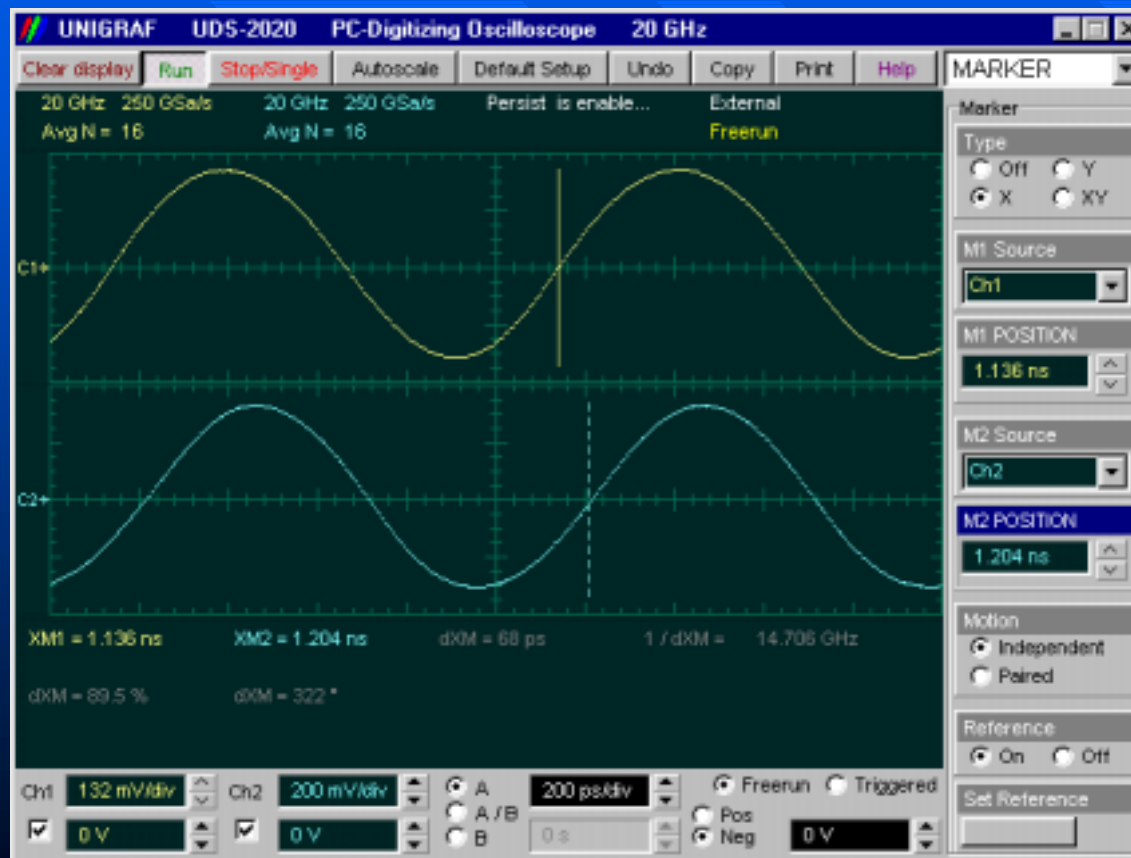 UNIGRAF UDS-2020 PC-Digitizing Oscilloscope 20 GHz
Clear display Run Stop/Single Autoscale Default Setup Undo Copy Print Help MARKER
20 GHz 250 GSa/s 20 GHz 250 GSa/s Persist is enable... External
Avg N = 16 Avg N = 16 Freerun
Marker
Type
Off Y
X XY
C1+
M1 Source
Ch1
M1 POSITION
1.136 ns
M2 Source
Ch2
C2+
M2 POSITION
1.204 ns
XM1 = 1.136 ns XM2 = 1.204 ns dXM = 68 ps 1 / dXM = 14.706 GHz
dXM = 89.5 % dXM = 322 °
Motion
Independent
Paired
Reference
On Off
Set Reference
Ch1 132 mV/div Ch2 200 mV/div A 200 ps/div Freerun Triggered
A / B Pos
0 V 0 V B 0 s Neg 0 V